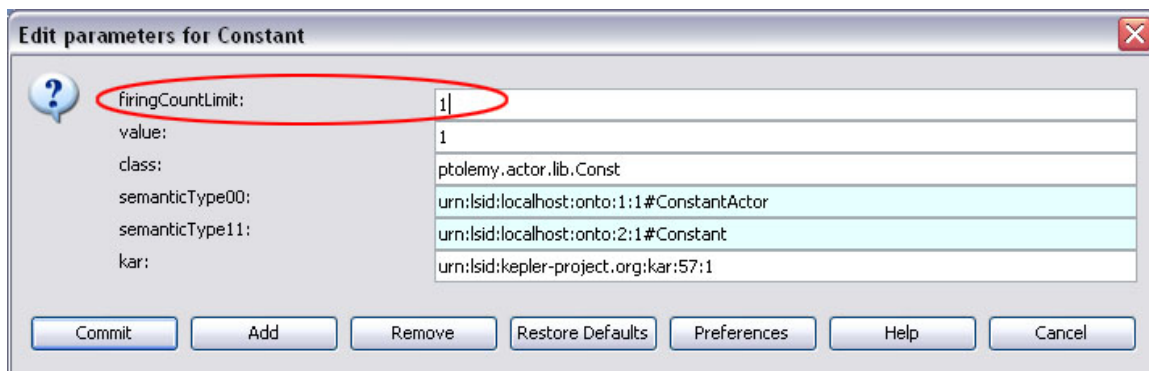 Edit parameters for Constant
firingCountLimit: 1
value: 1
class: ptolemy.actor.lib.Const
semanticType00: urn:lsid:localhost:onto:1:1#ConstantActor
semanticType11: urn:lsid:localhost:onto:2:1#Constant
kar: urn:lsid:kepler-project.org:kar:57:1
Commit Add Remove Restore Defaults Preferences Help Cancel